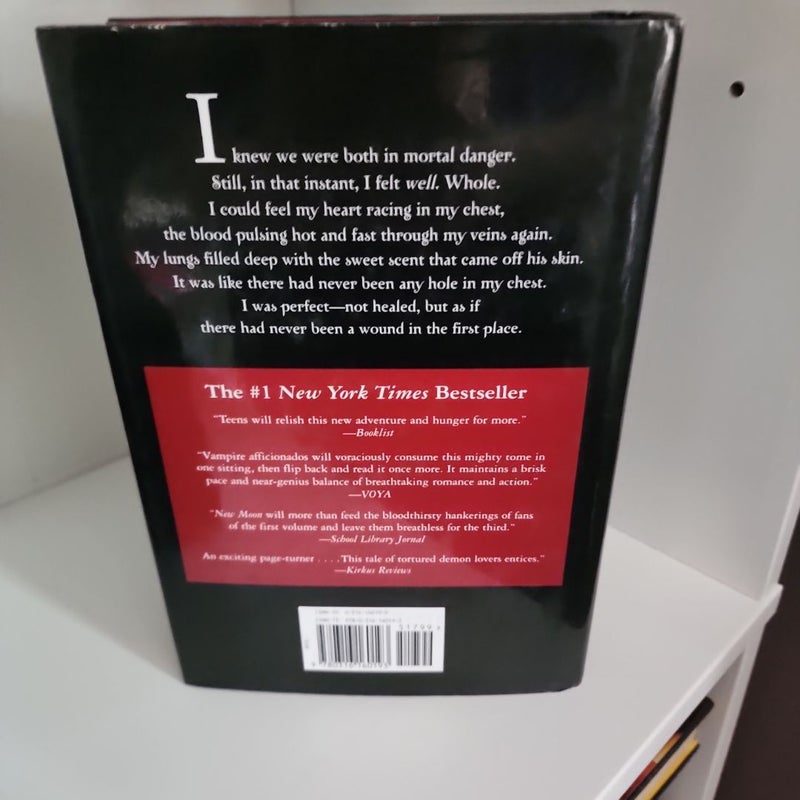 I knew we were both in mortal danger.
Still, in that instant, I felt well. Whole.
I could feel my heart racing in my chest,
the blood pulsing hot and fast through my veins again.
My lungs filled deep with the sweet scent that came off his skin.
It was like there had never been any hole in my chest.
I was perfect—not healed, but as if
there had never been a wound in the first place.
The #1 New York Times Bestseller
"Teens will relish this new adventure and hunger for more."
—Booklist
"Vampire afficionados will voraciously consume this mighty tome in
one sitting, then flip back and read it once more. It maintains a brisk
pace and near-genius balance of breathtaking romance and action."
—VOYA
"New Moon will more than feed the bloodthirsty hankerings of fans
of the first volume and leave them breathless for the third."
—School Library Jornal
An exciting page-turner . . . . This tale of tortured demon lovers entices."
—Kirkus Reviews
51799
9 780316 160193